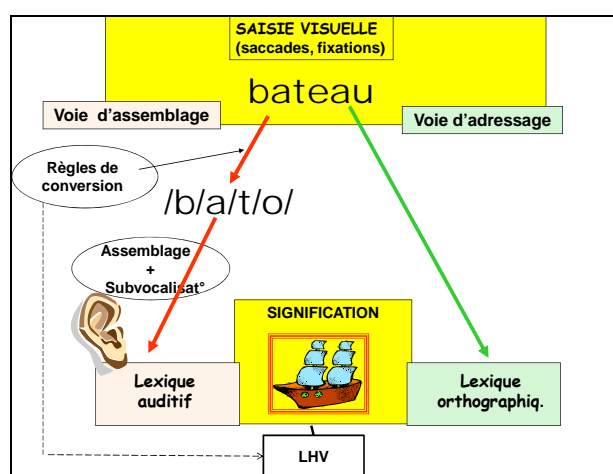 SAISIE VISUELLE
(saccades, fixations)
bateau
Voie d'assemblage
Voie d'adressage
Règles de
conversion
/b/a/t/o/
Assemblage
+
Subvocalisat°
SIGNIFICATION
Lexique
auditif
Lexique
orthographiq.
LHV